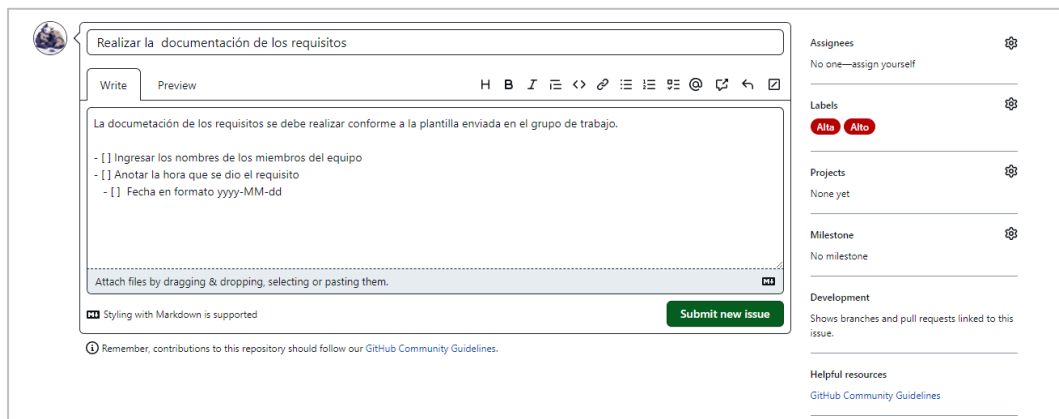 Realizar la  documentación de los requisitos
Write Preview
H B I
La documetación de los requisitos se debe realizar conforme a la plantilla enviada en el grupo de trabajo.
- [ ] Ingresar los nombres de los miembros del equipo
- [ ] Anotar la hora que se dio el requisito
- [ ]  Fecha en formato yyyy-MM-dd
Attach files by dragging & dropping, selecting or pasting them.
Styling with Markdown is supported
Submit new issue
Remember, contributions to this repository should follow our GitHub Community Guidelines.
Assignees
No one—assign yourself
Labels
Alta Alto
Projects
None yet
Milestone
No milestone
Development
Shows branches and pull requests linked to this
issue.
Helpful resources
GitHub Community Guidelines